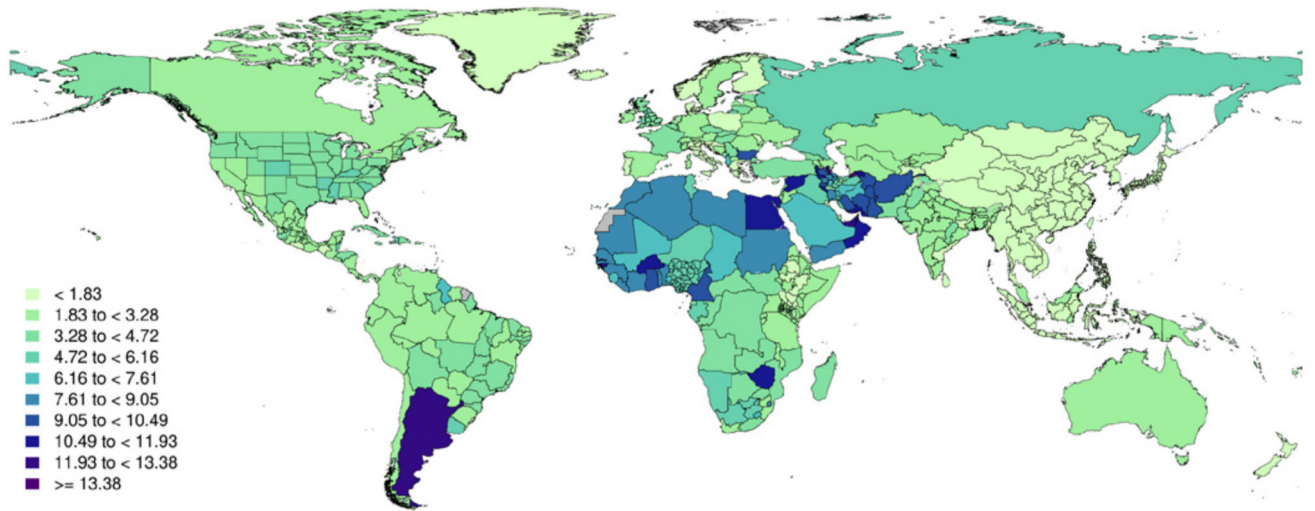 < 1.83
1.83 to < 3.28
3.28 to < 4.72
4.72 to < 6.16
6.16 to < 7.61
7.61 to < 9.05
9.05 to < 10.49
10.49 to < 11.93
11.93 to < 13.38
>= 13.38